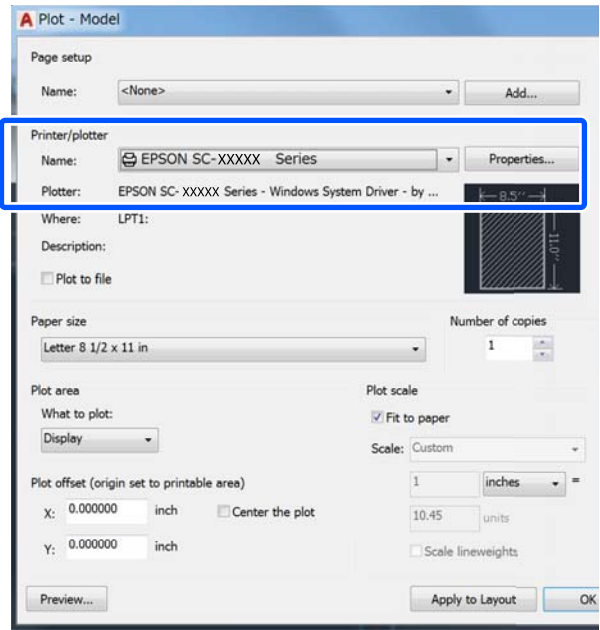 A Plot - Model
Page setup
Name: <None> Add...
Printer/plotter
Name: EPSON SC-XXXXX Series Properties...
Plotter: EPSON SC- XXXXX Series - Windows System Driver - by ...
Where: LPT1:
Description:
Plot to file
8.5''
11.0''
Paper size Number of copies
Letter 8 1/2 x 11 in 1
Plot area Plot scale
What to plot: Fit to paper
Display Scale: Custom
Plot offset (origin set to printable area) 1 inches =
X: 0.000000 inch Center the plot 10.45 units
Y: 0.000000 inch Scale lineweights
Preview... Apply to Layout OK